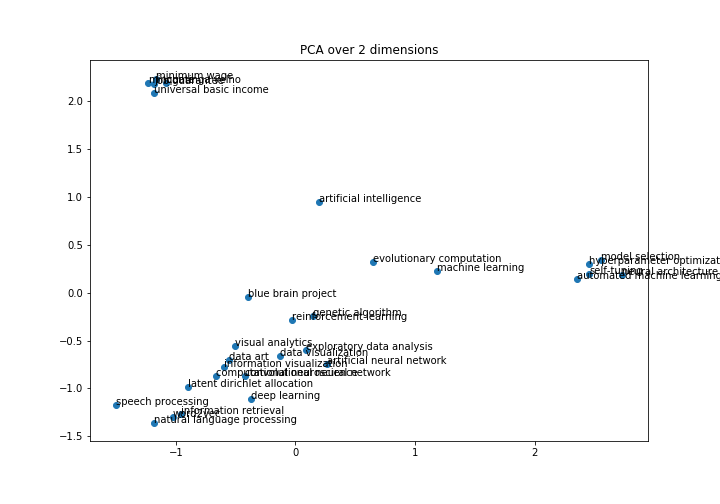 PCA over 2 dimensions
minimum wage
universal basic income
artificial intelligence
evolutionary computation
machine learning
model selection
hyperparameter optimizat
self-tuning
neural architecture
automated machine learning
blue brain project
genetic algorithm
reinforcement learning
visual analytics
exploratory data analysis
data visualization
data art
information visualization
artificial neural network
computational neuroscience
latent dirichlet allocation
deep learning
speech processing
information retrieval
word2vec
natural language processing
2.0
1.5
1.0
0.5
0.0
−0.5
−1.0
−1.5
−1
0
1
2